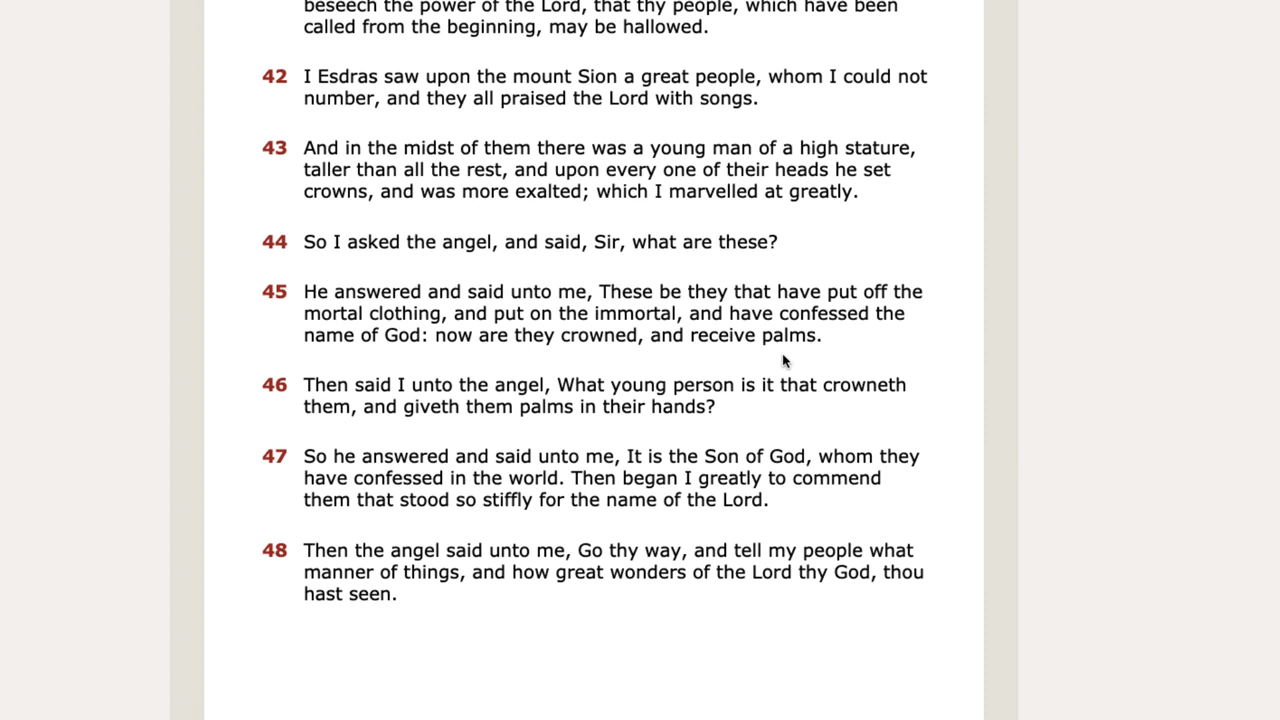 beseech the power of the Lord, that thy people, which have been
called from the beginning, may be hallowed.
42 I Esdras saw upon the mount Sion a great people, whom I could not
number, and they all praised the Lord with songs.
43 And in the midst of them there was a young man of a high stature,
taller than all the rest, and upon every one of their heads he set
crowns, and was more exalted; which I marvelled at greatly.
44 So I asked the angel, and said, Sir, what are these?
45 He answered and said unto me, These be they that have put off the
mortal clothing, and put on the immortal, and have confessed the
name of God: now are they crowned, and receive palms.
46 Then said I unto the angel, What young person is it that crowneth
them, and giveth them palms in their hands?
47 So he answered and said unto me, It is the Son of God, whom they
have confessed in the world. Then began I greatly to commend
them that stood so stiffly for the name of the Lord.
48 Then the angel said unto me, Go thy way, and tell my people what
manner of things, and how great wonders of the Lord thy God, thou
hast seen.